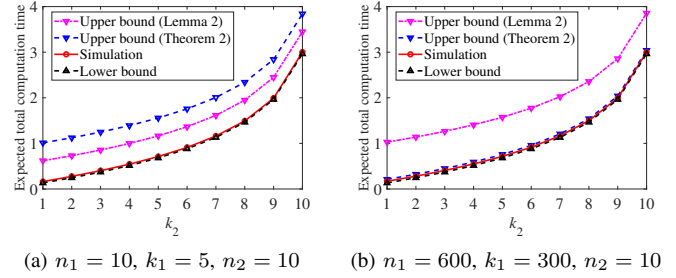 Expected total computation time
4
3
2
1
0
Upper bound (Lemma 2)
Upper bound (Theorem 2)
Simulation
Lower bound
1 2 3 4 5 6 7 8 9 10
k₂
(a) n₁ = 10, k₁ = 5, n₂ = 10
Expected total computation time
4
3
2
1
0
Upper bound (Lemma 2)
Upper bound (Theorem 2)
Simulation
Lower bound
1 2 3 4 5 6 7 8 9 10
k₂
(b) n₁ = 600, k₁ = 300, n₂ = 10